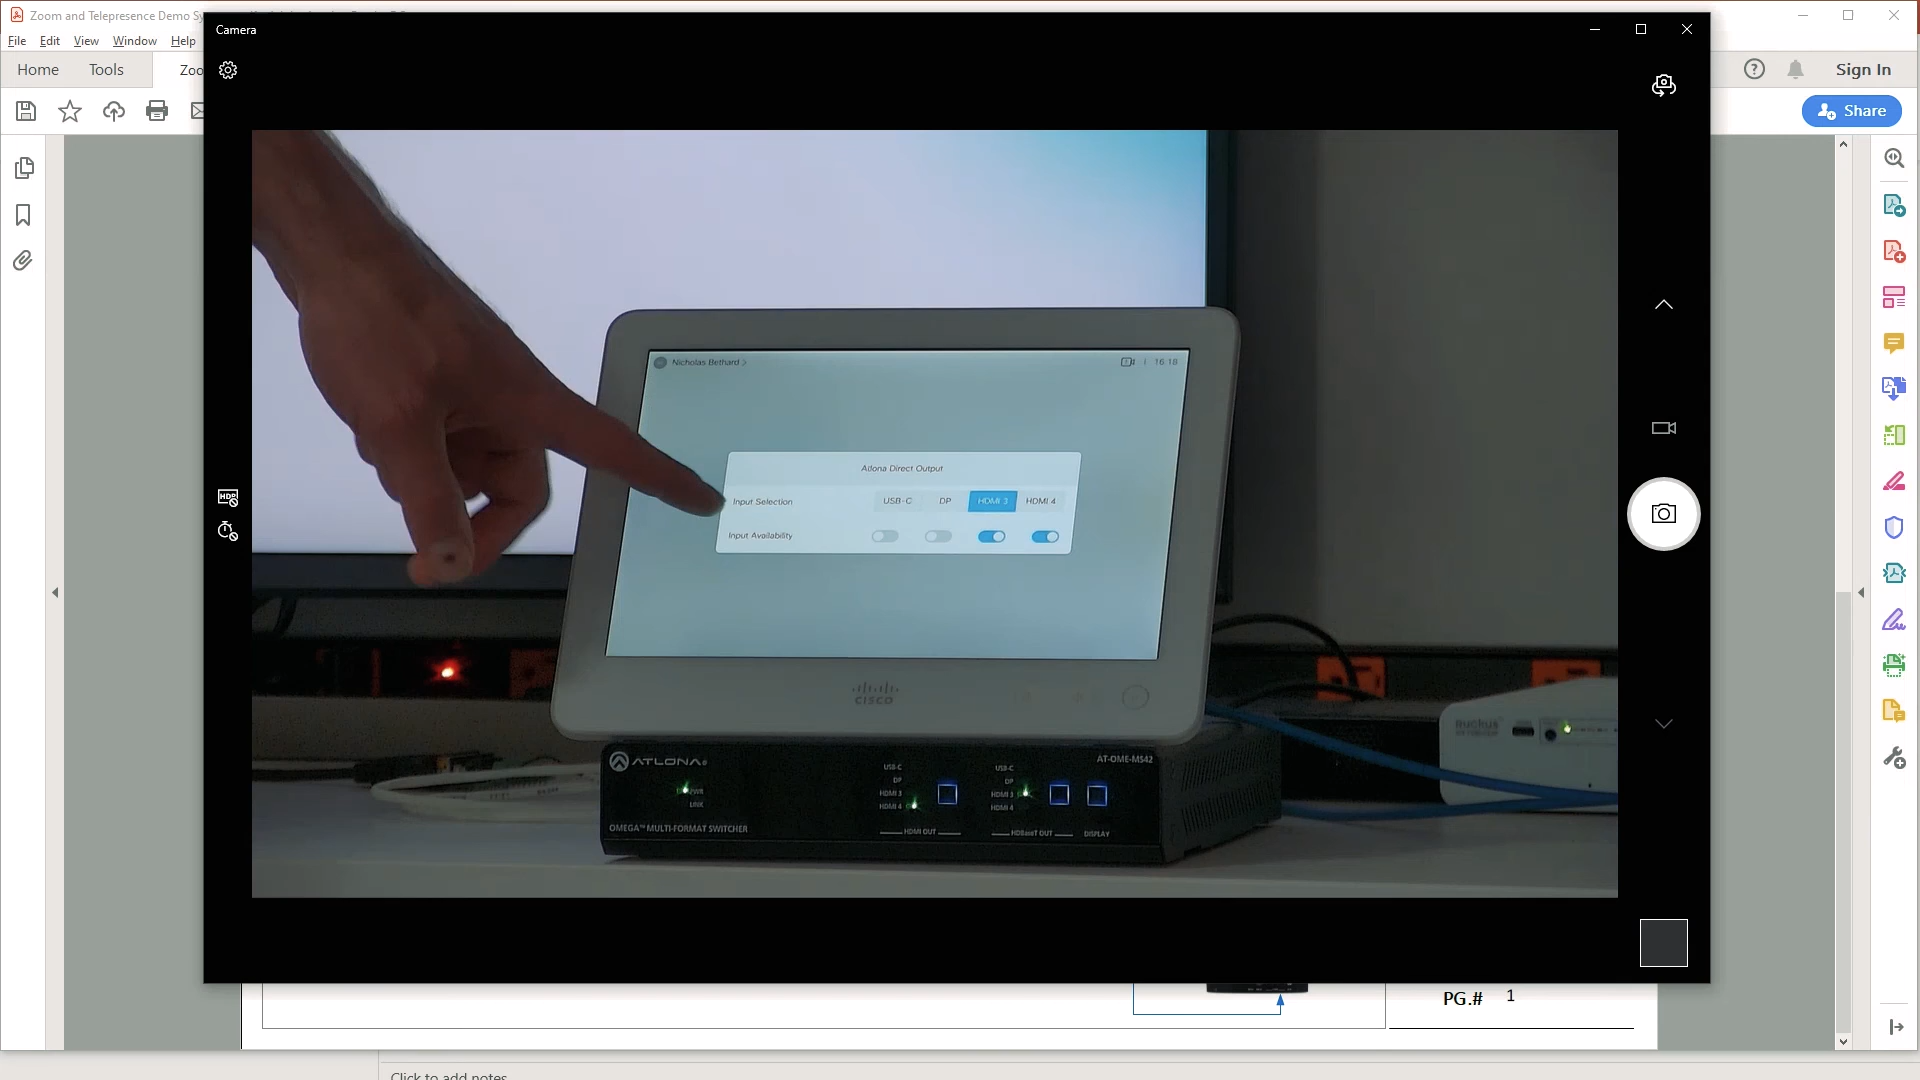 Zoom and Telepresence Demo Sy
File Edit View Window Help
Home Tools Zoo
Sign In
Share
Camera
HDR
Nicholas Bethard >
16:18
Atlona Direct Output
Input Selection USB-C DP HDMI 3 HDMI 4
Input Availability
CISCO
Ruckus
ATLONA®
AT-OME-MS42
PWR
LINK
OMEGA™ MULTI-FORMAT SWITCHER
USB-C
DP
HDMI 3
HDMI 4
HDMI OUT
USB-C
DP
HDMI 3
HDMI 4
HDBaseT OUT
DISPLAY
PG.# 1
Click to add notes